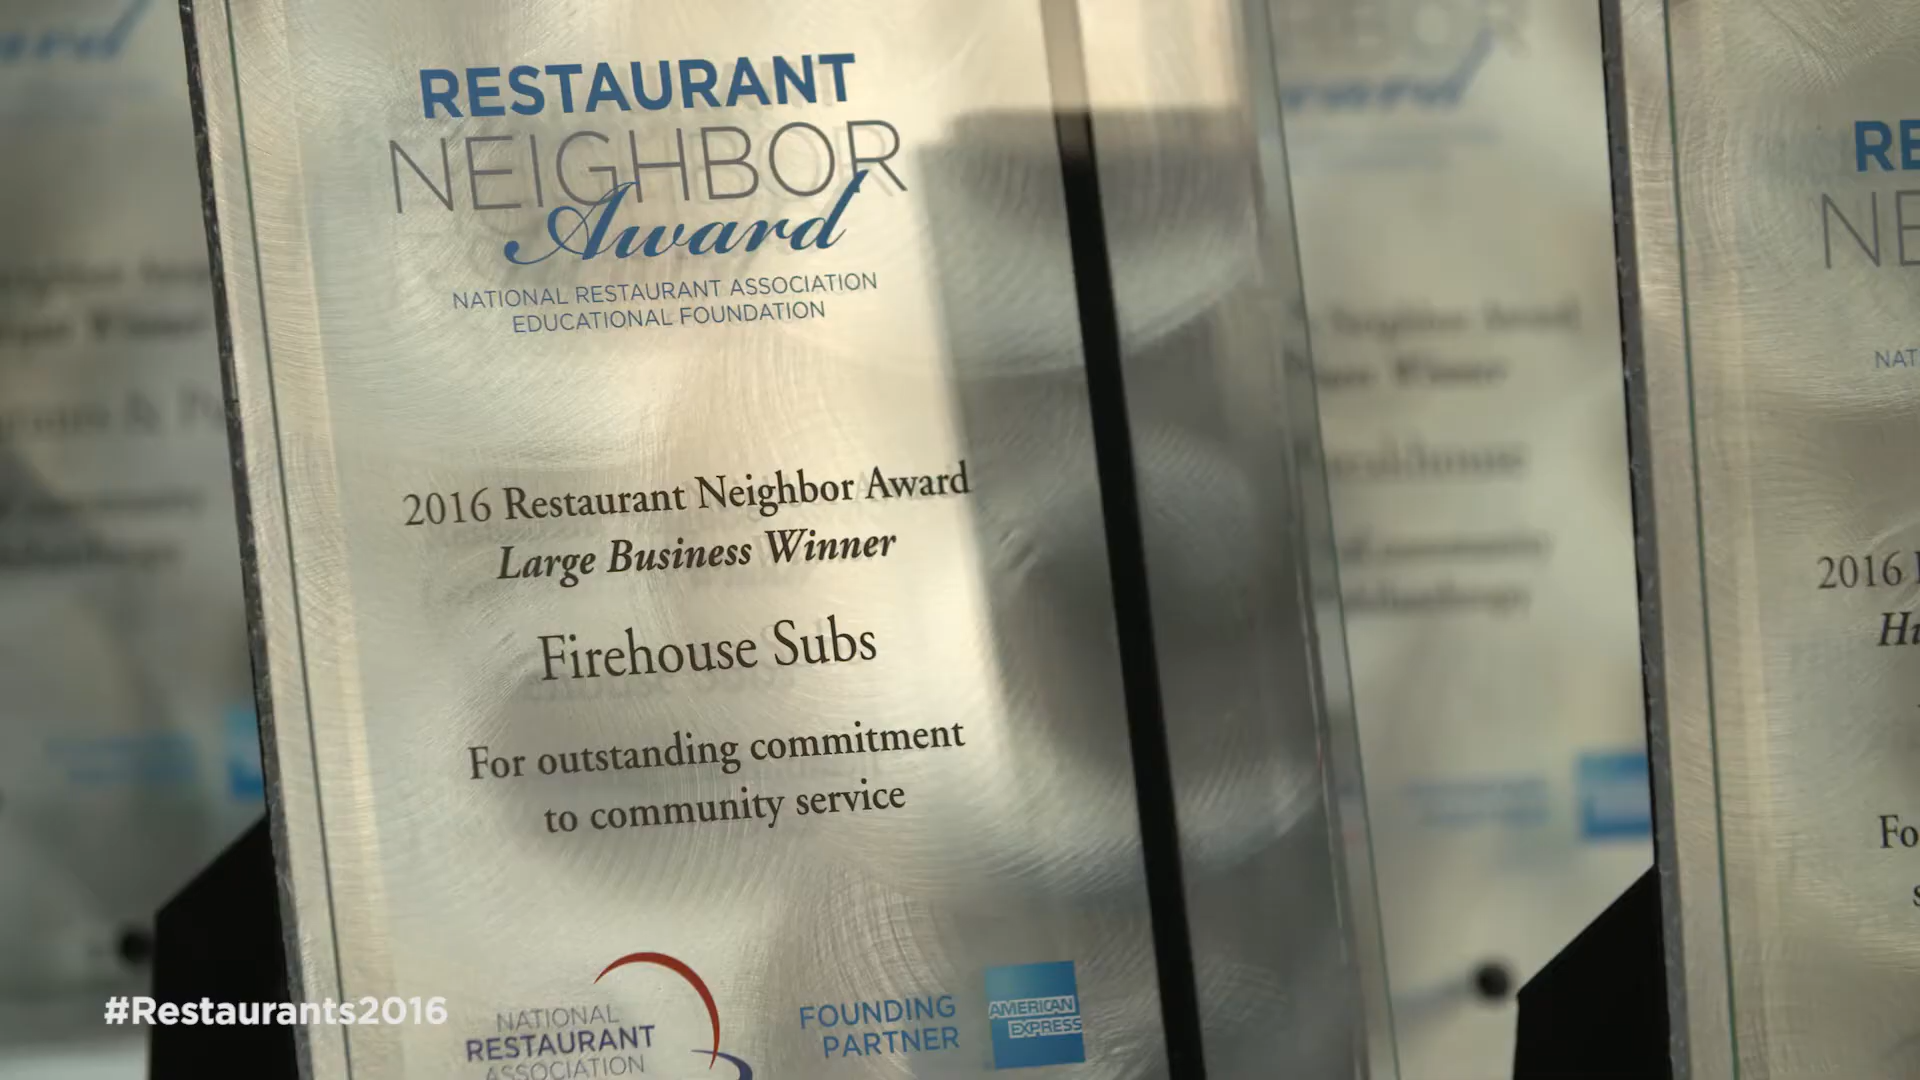 RESTAURANT
NEIGHBOR
Award
NATIONAL RESTAURANT ASSOCIATION
EDUCATIONAL FOUNDATION
2016 Restaurant Neighbor Award
Large Business Winner
Firehouse Subs
For outstanding commitment
to community service
NATIONAL
RESTAURANT
ASSOCIATION
FOUNDING
PARTNER
AMERICAN
EXPRESS
#Restaurants2016
RE
NE
NAT
2016
Fo